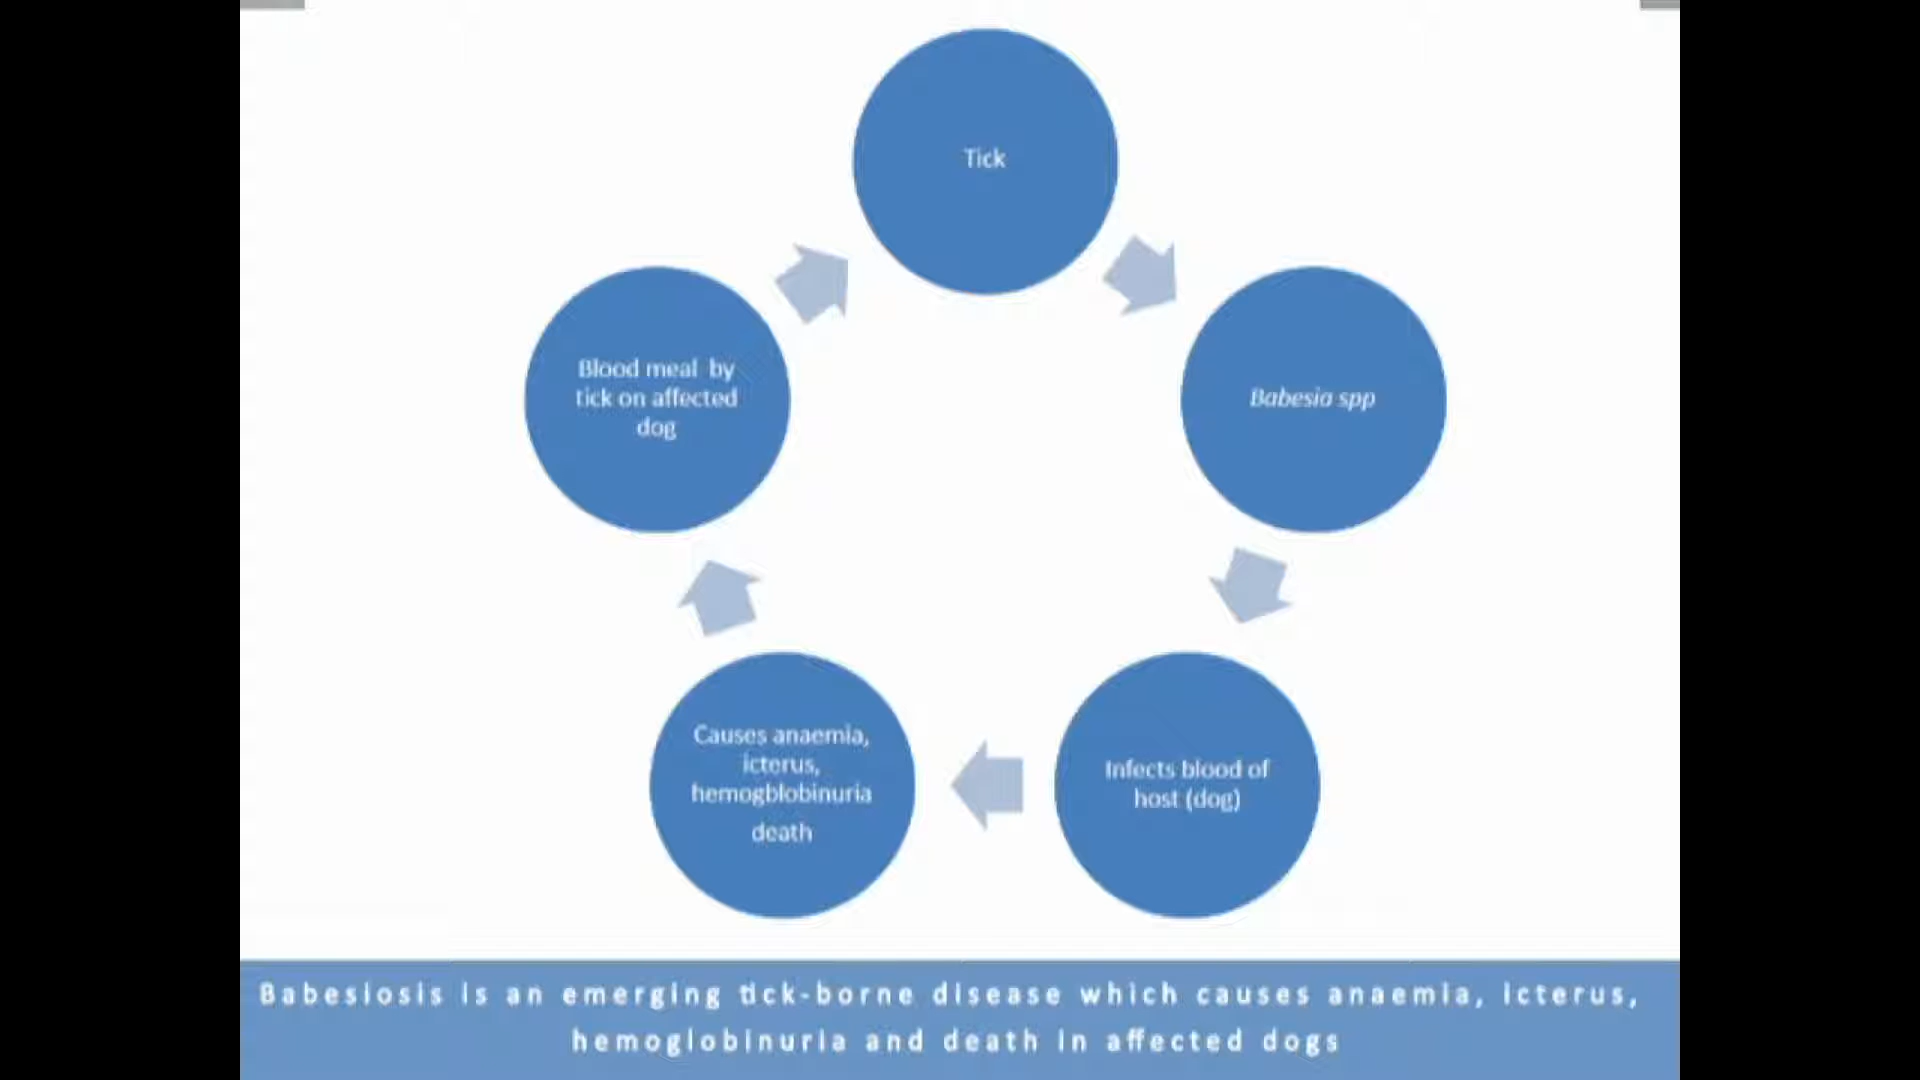 Tick
Babesia spp
Infects blood of
host (dog)
Causes anaemia,
icterus,
hemogblobinuria
death
Blood meal by
tick on affected
dog
Babesiosis is an emerging tick-borne disease which causes anaemia, icterus,
hemoglobinuria and death in affected dogs